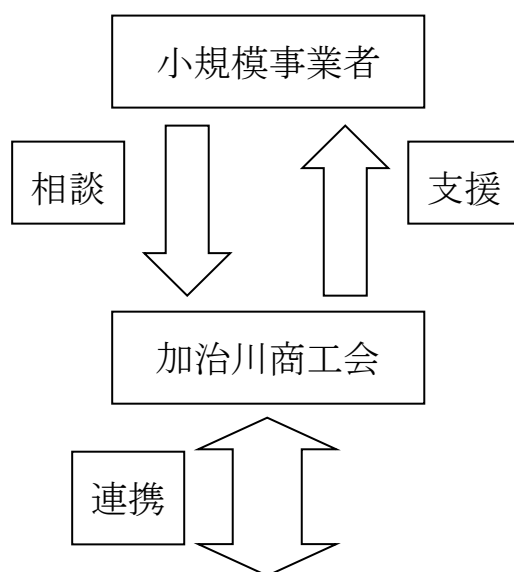 小規模事業者
相談
支援
加治川商工会
連携